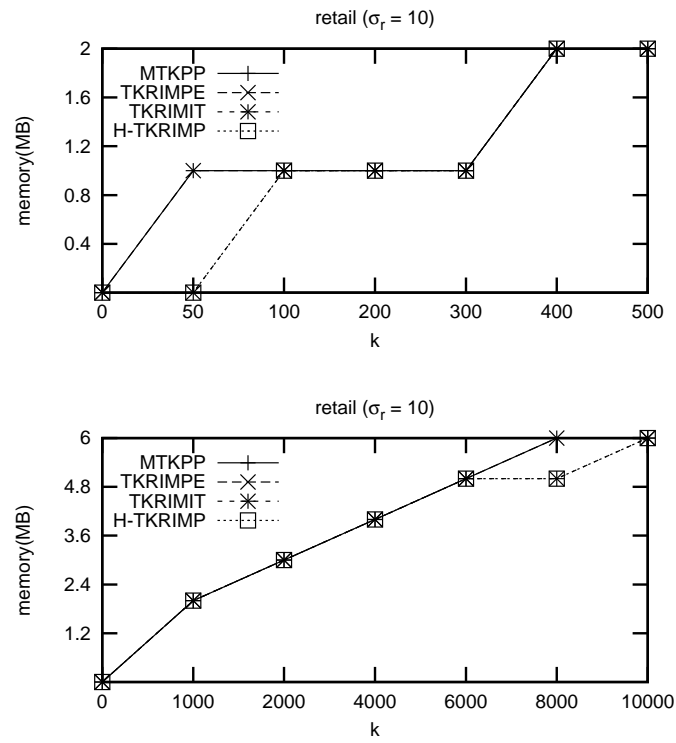 retail (σr = 10)
2
1.6
1.2
0.8
0.4
memory(MB)
MTKPP
TKRIMPE
TKRIMIT
H-TKRIMP
0 50 100 200 300 400 500
k
retail (σr = 10)
6
4.8
3.6
2.4
1.2
memory(MB)
MTKPP
TKRIMPE
TKRIMIT
H-TKRIMP
0 1000 2000 4000 6000 8000 10000
k